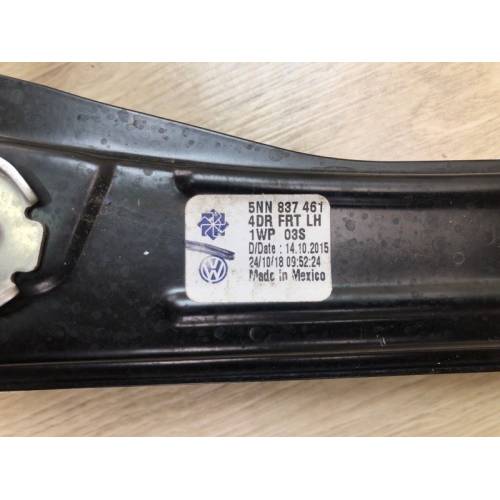 5NN 837 461
4DR FRT LH
1WP 03S
D/Date : 14.10.2015
24/10/18 09:52:24
Made in Mexico